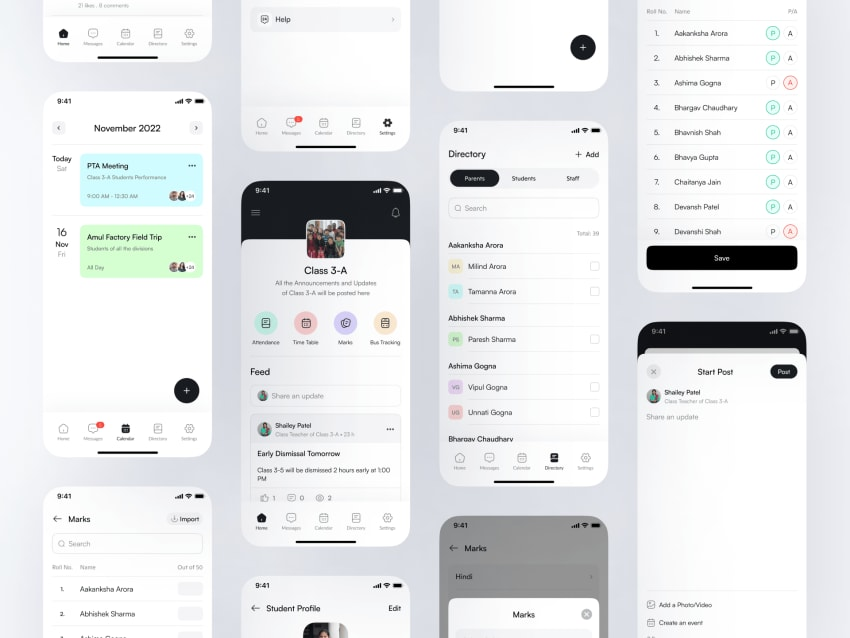 21 likes . 8 comments
Home
Messages
Calendar
Directory
Settings
9:41
November 2022
Today
Sat
PTA Meeting
Class 3-A Students Performance
9:00 AM - 12:30 AM
+24
16
Nov
Fri
Amul Factory Field Trip
Students of all the divisions
All Day
+24
Home
Messages
Calendar
Directory
Settings
9:41
Marks
Import
Search
Roll No. Name Out of 50
1. Aakanksha Arora
2. Abhishek Sharma
3. Ashima Gogna
Help
Home
Messages
Calendar
Directory
Settings
9:41
Class 3-A
All the Announcements and Updates
of Class 3-A will be posted here
Attendance
Time Table
Marks
Bus Tracking
Feed
Share an update
Shailey Patel
Class Teacher of Class 3-A • 23 h
Early Dismissal Tomorrow
Class 3-5 will be dismissed 2 hours early at 1:00
PM
1 0 2
Home
Messages
Calendar
Directory
Settings
9:41
Student Profile
Edit
9:41
Directory
+ Add
Parents
Students
Staff
Search
Total: 39
Aakanksha Arora
MA Milind Arora
TA Tamanna Arora
Abhishek Sharma
PS Paresh Sharma
Ashima Gogna
VG Vipul Gogna
UG Unnati Gogna
Bhargav Chaudhary
Home
Messages
Calendar
Directory
Settings
9:41
Marks
Hindi
Marks
Roll No. Name P/A
1. Aakanksha Arora P A
2. Abhishek Sharma P A
3. Ashima Gogna P A
4. Bhargav Chaudhary P A
5. Bhavnish Shah P A
6. Bhavya Gupta P A
7. Chaitanya Jain P A
8. Devansh Patel P A
9. Devanshi Shah P A
Save
9:41
Start Post
Post
Shailey Patel
Class Teacher of Class 3-A
Share an update
Add a Photo/Video
Create an event